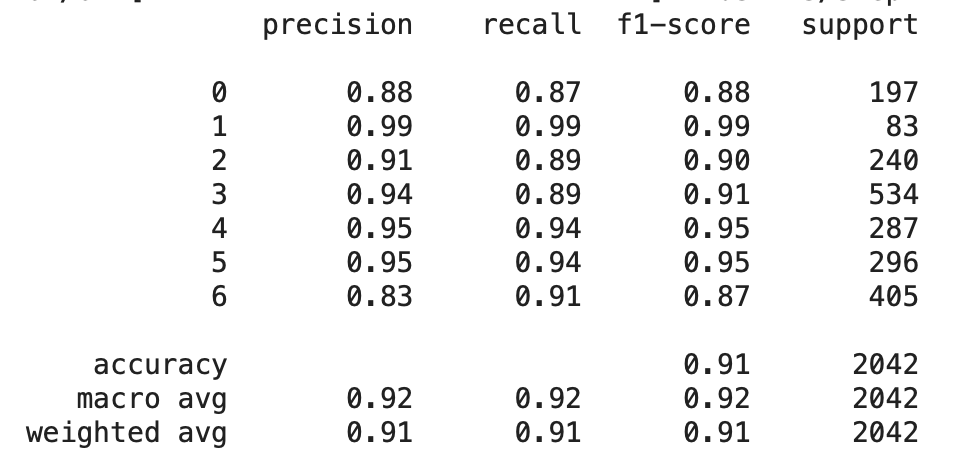 precision recall f1-score support
0 0.88 0.87 0.88 197
1 0.99 0.99 0.99 83
2 0.91 0.89 0.90 240
3 0.94 0.89 0.91 534
4 0.95 0.94 0.95 287
5 0.95 0.94 0.95 296
6 0.83 0.91 0.87 405
accuracy 0.91 2042
macro avg 0.92 0.92 0.92 2042
weighted avg 0.91 0.91 0.91 2042